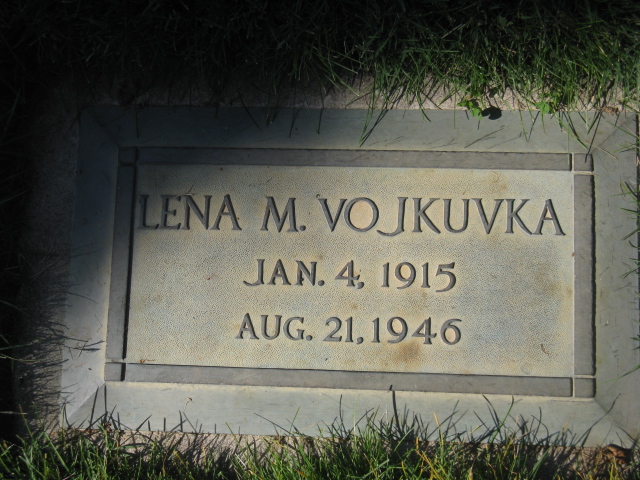 LENA M. VOJKUVKA
JAN. 4, 1915
AUG. 21, 1946